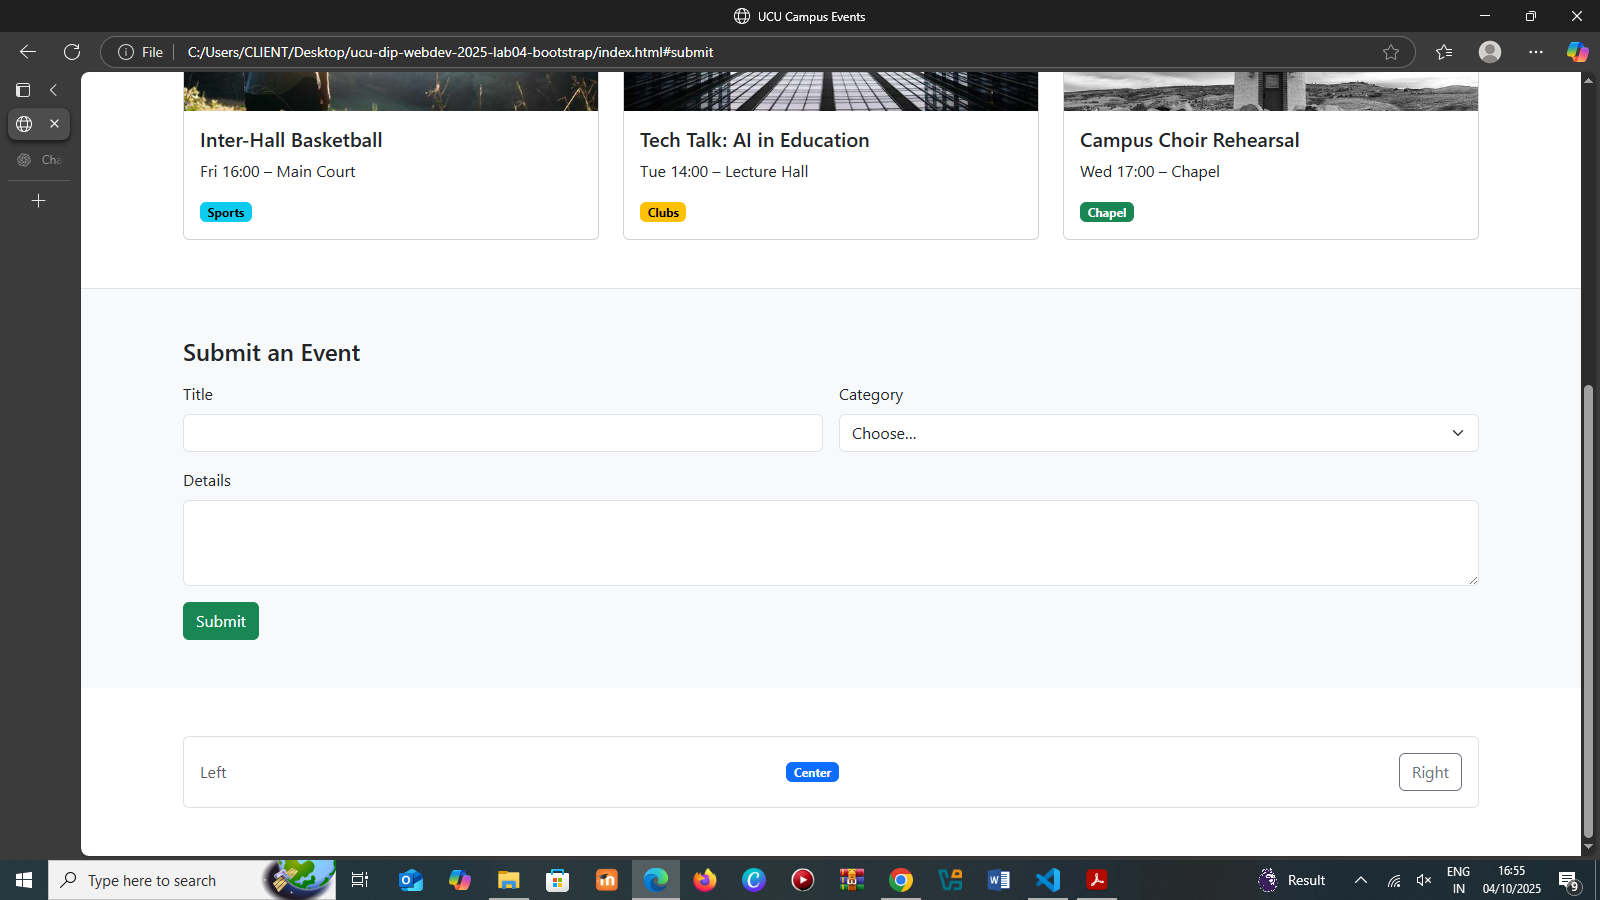 UCU Campus Events
File C:/Users/CLIENT/Desktop/ucu-dip-webdev-2025-lab04-bootstrap/index.html#submit
Cha
Inter-Hall Basketball
Fri 16:00 – Main Court
Sports
Tech Talk: AI in Education
Tue 14:00 – Lecture Hall
Clubs
Campus Choir Rehearsal
Wed 17:00 – Chapel
Chapel
Submit an Event
Title
Category
Choose...
Details
Submit
Left
Center
Right
Type here to search
Result
ENG
IN
16:55
04/10/2025
9